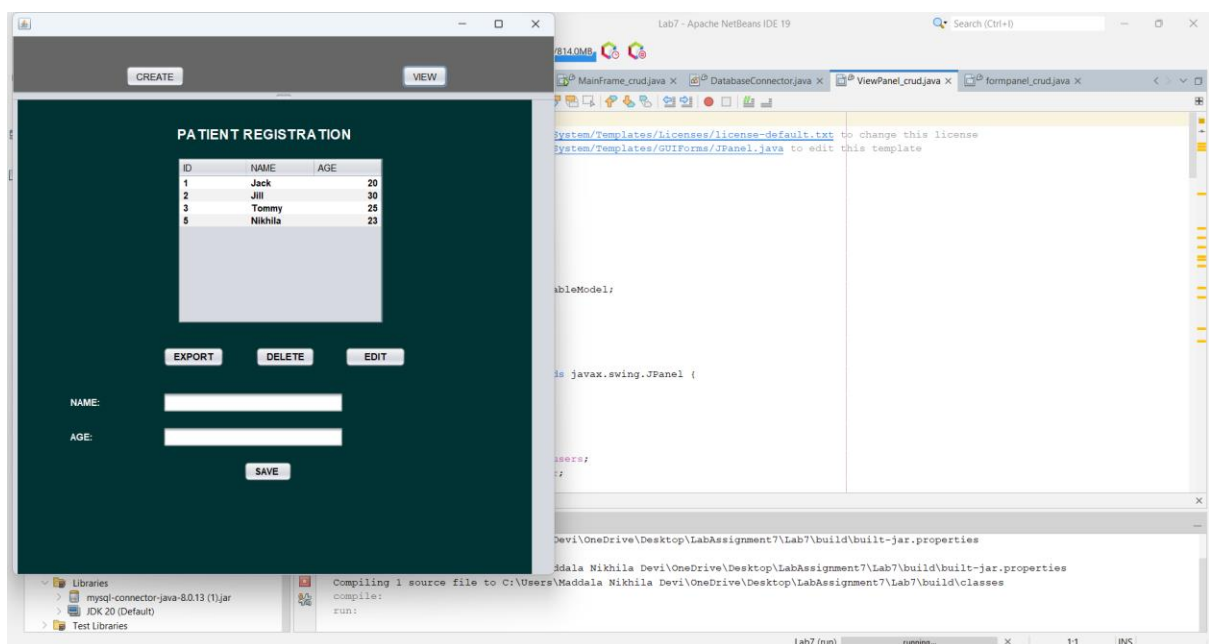 Lab7 - Apache NetBeans IDE 19
Search (Ctrl+I)
/814.0MB
CREATE
VIEW
MainFrame_crud.java
DatabaseConnector.java
ViewPanel_crud.java
formpanel_crud.java
PATIENT REGISTRATION
System/Templates/Licenses/license-default.txt to change this license
System/Templates/GUIForms/JPanel.java to edit this template
ID NAME AGE
1 Jack 20
2 Jill 30
3 Tommy 25
5 Nikhila 23
ableModel;
EXPORT DELETE EDIT
ds javax.swing.JPanel {
NAME:
AGE:
users;
SAVE
Devi\OneDrive\Desktop\LabAssignment7\Lab7\build\built-jar.properties
ddala Nikhila Devi\OneDrive\Desktop\LabAssignment7\Lab7\build\built-jar.properties
Libraries
Compiling 1 source file to C:\Users\Maddala Nikhila Devi\OneDrive\Desktop\LabAssignment7\Lab7\build\classes
mysql-connector-java-8.0.13 (1).jar
compile:
JDK 20 (Default)
run:
Test Libraries
Lab7 (run)
running...
1:1
INS